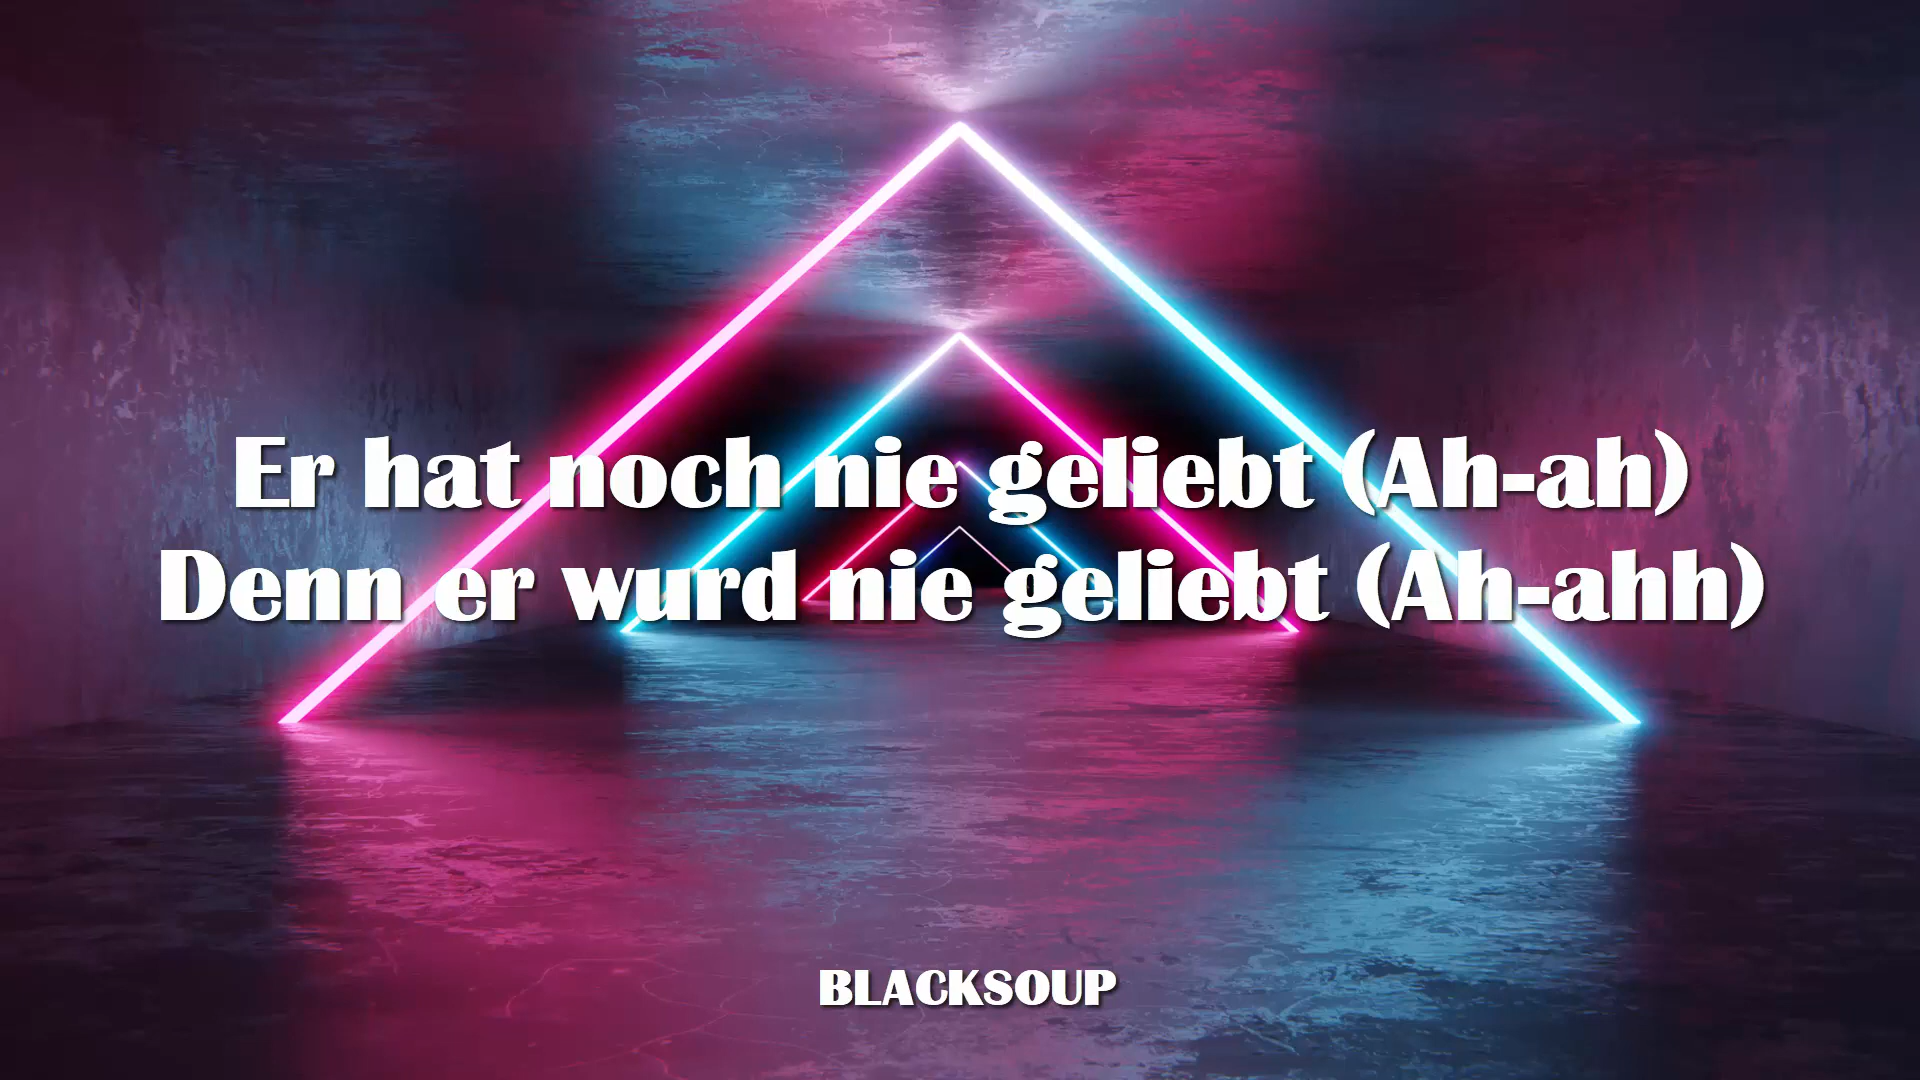 Er hat noch nie geliebt (Ah-ah)
Denn er wurd nie geliebt (Ah-ahh)
BLACKSOUP